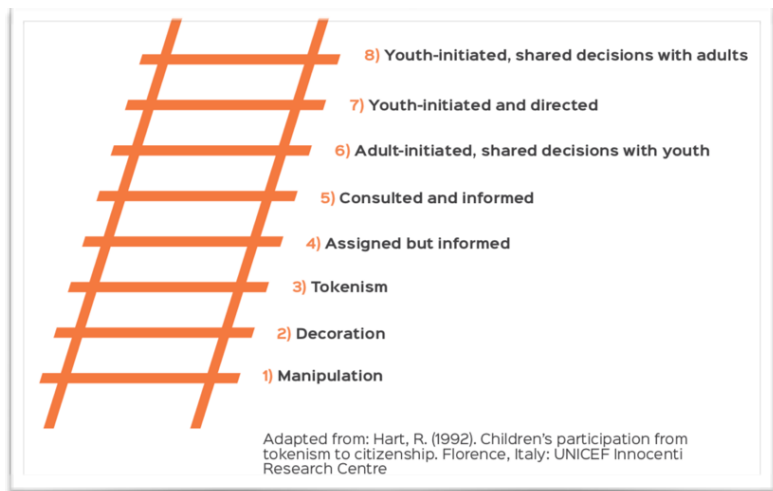 8) Youth-initiated, shared decisions with adults
7) Youth-initiated and directed
6) Adult-initiated, shared decisions with youth
5) Consulted and informed
4) Assigned but informed
3) Tokenism
2) Decoration
1) Manipulation
Adapted from: Hart, R. (1992). Children’s participation from
tokenism to citizenship. Florence, Italy: UNICEF Innocenti
Research Centre